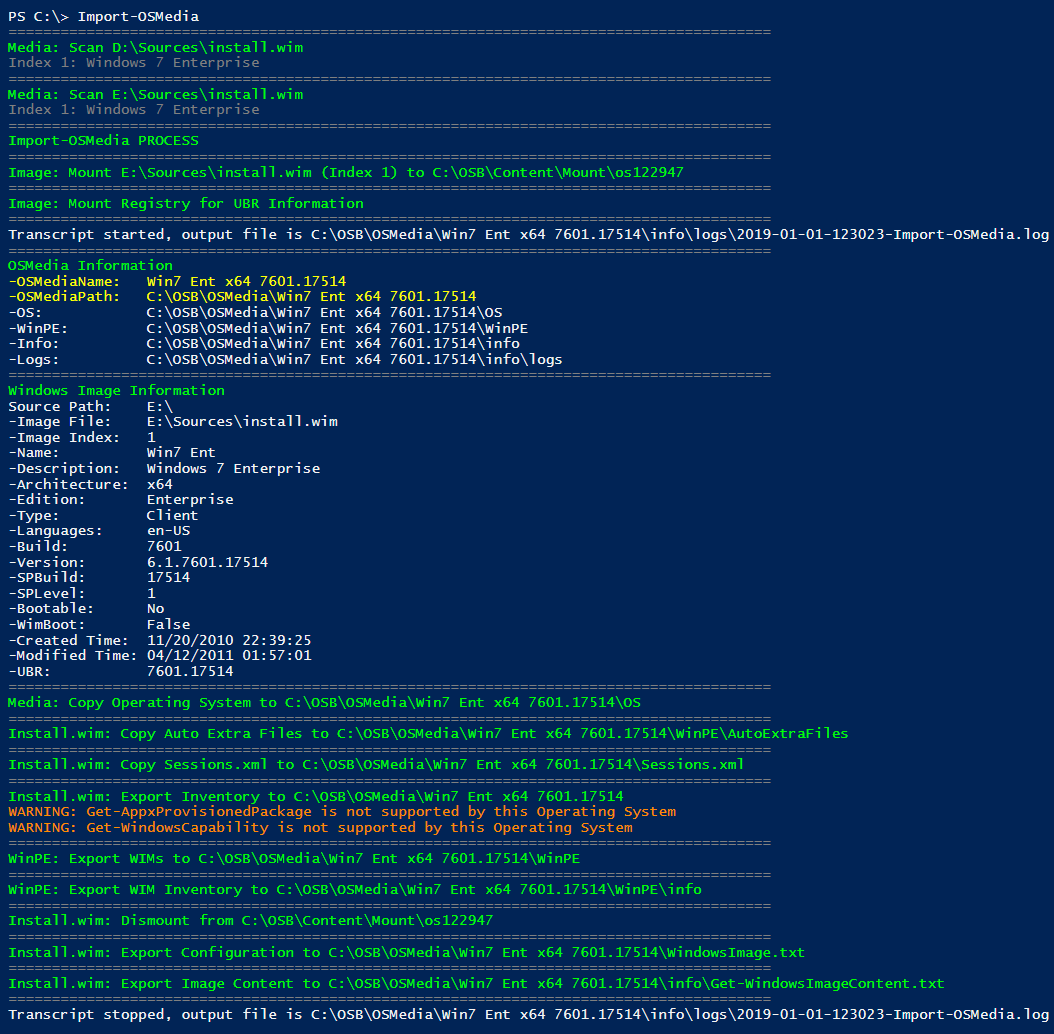 PS C:\> Import-OSMedia
========================================================================================
Media: Scan D:\Sources\install.wim
Index 1: Windows 7 Enterprise
========================================================================================
Media: Scan E:\Sources\install.wim
Index 1: Windows 7 Enterprise
========================================================================================
Import-OSMedia PROCESS
========================================================================================
Image: Mount E:\Sources\install.wim (Index 1) to C:\OSB\Content\Mount\os122947
========================================================================================
Image: Mount Registry for UBR Information
========================================================================================
Transcript started, output file is C:\OSB\OSMedia\Win7 Ent x64 7601.17514\info\logs\2019-01-01-123023-Import-OSMedia.log
========================================================================================
OSMedia Information
-OSMediaName:   Win7 Ent x64 7601.17514
-OSMediaPath:   C:\OSB\OSMedia\Win7 Ent x64 7601.17514
-OS:            C:\OSB\OSMedia\Win7 Ent x64 7601.17514\OS
-WinPE:         C:\OSB\OSMedia\Win7 Ent x64 7601.17514\WinPE
-Info:          C:\OSB\OSMedia\Win7 Ent x64 7601.17514\info
-Logs:          C:\OSB\OSMedia\Win7 Ent x64 7601.17514\info\logs
========================================================================================
Windows Image Information
Source Path:    E:\
-Image File:    E:\Sources\install.wim
-Image Index:   1
-Name:          Win7 Ent
-Description:   Windows 7 Enterprise
-Architecture:  x64
-Edition:       Enterprise
-Type:          Client
-Languages:     en-US
-Build:         7601
-Version:       6.1.7601.17514
-SPBuild:       17514
-SPLevel:       1
-Bootable:      No
-WimBoot:       False
-Created Time:  11/20/2010 22:39:25
-Modified Time: 04/12/2011 01:57:01
-UBR:           7601.17514
========================================================================================
Media: Copy Operating System to C:\OSB\OSMedia\Win7 Ent x64 7601.17514\OS
========================================================================================
Install.wim: Copy Auto Extra Files to C:\OSB\OSMedia\Win7 Ent x64 7601.17514\WinPE\AutoExtraFiles
========================================================================================
Install.wim: Copy Sessions.xml to C:\OSB\OSMedia\Win7 Ent x64 7601.17514\Sessions.xml
========================================================================================
Install.wim: Export Inventory to C:\OSB\OSMedia\Win7 Ent x64 7601.17514
WARNING: Get-AppxProvisionedPackage is not supported by this Operating System
WARNING: Get-WindowsCapability is not supported by this Operating System
========================================================================================
WinPE: Export WIMs to C:\OSB\OSMedia\Win7 Ent x64 7601.17514\WinPE
========================================================================================
WinPE: Export WIM Inventory to C:\OSB\OSMedia\Win7 Ent x64 7601.17514\WinPE\info
========================================================================================
Install.wim: Dismount from C:\OSB\Content\Mount\os122947
========================================================================================
Install.wim: Export Configuration to C:\OSB\OSMedia\Win7 Ent x64 7601.17514\WindowsImage.txt
========================================================================================
Install.wim: Export Image Content to C:\OSB\OSMedia\Win7 Ent x64 7601.17514\info\Get-WindowsImageContent.txt
========================================================================================
Transcript stopped, output file is C:\OSB\OSMedia\Win7 Ent x64 7601.17514\info\logs\2019-01-01-123023-Import-OSMedia.log